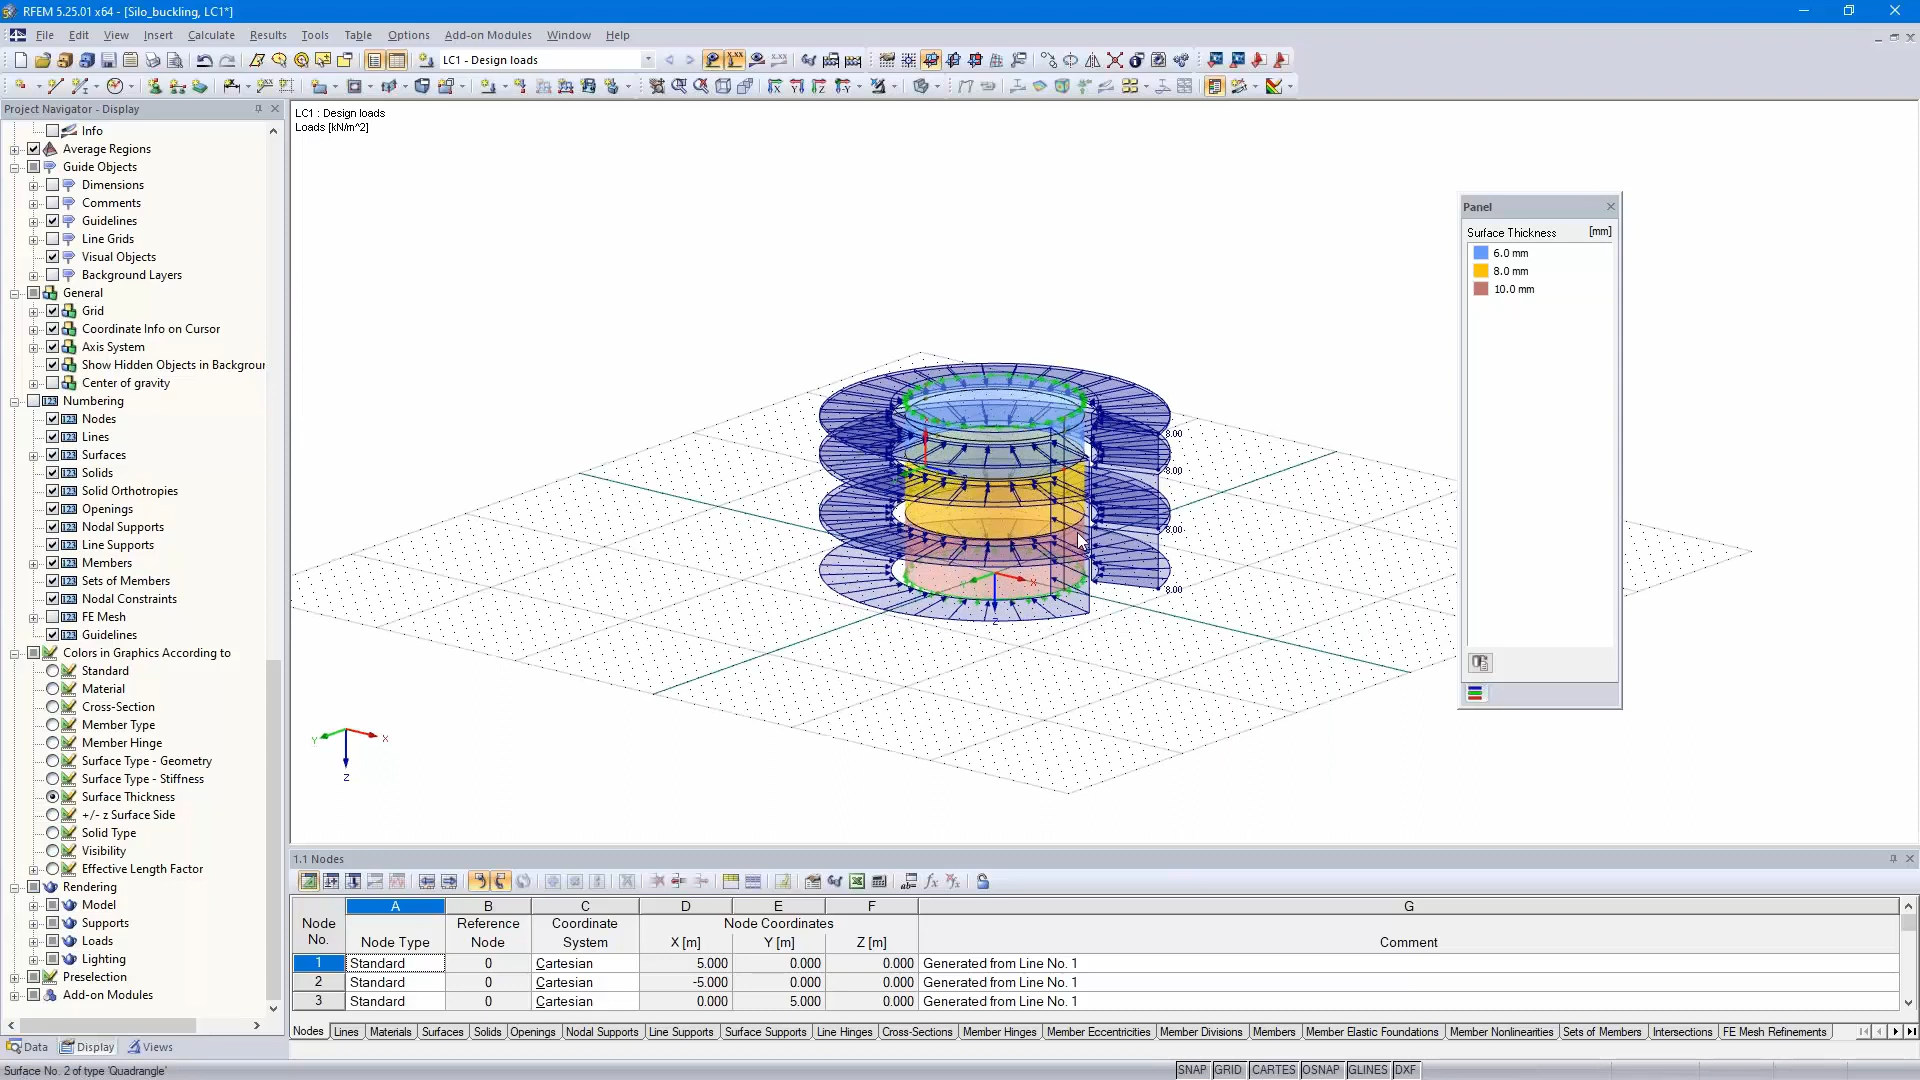 RFEM 5.25.01 x64 - [Silo_buckling, LC1*]
File Edit View Insert Calculate Results Tools Table Options Add-on Modules Window Help
LC1 - Design loads
Project Navigator - Display
Info
Average Regions
Guide Objects
Dimensions
Comments
Guidelines
Line Grids
Visual Objects
Background Layers
General
Grid
Coordinate Info on Cursor
Axis System
Show Hidden Objects in Backgrour
Center of gravity
Numbering
Nodes
Lines
Surfaces
Solids
Solid Orthotropies
Openings
Nodal Supports
Line Supports
Members
Sets of Members
Nodal Constraints
FE Mesh
Guidelines
Colors in Graphics According to
Standard
Material
Cross-Section
Member Type
Member Hinge
Surface Type - Geometry
Surface Type - Stiffness
Surface Thickness
+/- z Surface Side
Solid Type
Visibility
Effective Length Factor
Rendering
Model
Supports
Loads
Lighting
Preselection
Add-on Modules
Data Display Views
LC1 : Design loads
Loads [kN/m^2]
8.00
8.00
8.00
8.00
X
Z
Y X
Z
Panel
Surface Thickness [mm]
6.0 mm
8.0 mm
10.0 mm
1.1 Nodes
A B C D E F G
Node Reference Coordinate Node Coordinates
No. Node Type Node System X [m] Y [m] Z [m] Comment
1 Standard 0 Cartesian 5.000 0.000 0.000 Generated from Line No. 1
2 Standard 0 Cartesian -5.000 0.000 0.000 Generated from Line No. 1
3 Standard 0 Cartesian 0.000 5.000 0.000 Generated from Line No. 1
Nodes Lines Materials Surfaces Solids Openings Nodal Supports Line Supports Surface Supports Line Hinges Cross-Sections Member Hinges Member Eccentricities Member Divisions Members Member Elastic Foundations Member Nonlinearities Sets of Members Intersections FE Mesh Refinements
Surface No. 2 of type 'Quadrangle'
SNAP GRID CARTES OSNAP GLINES DXF